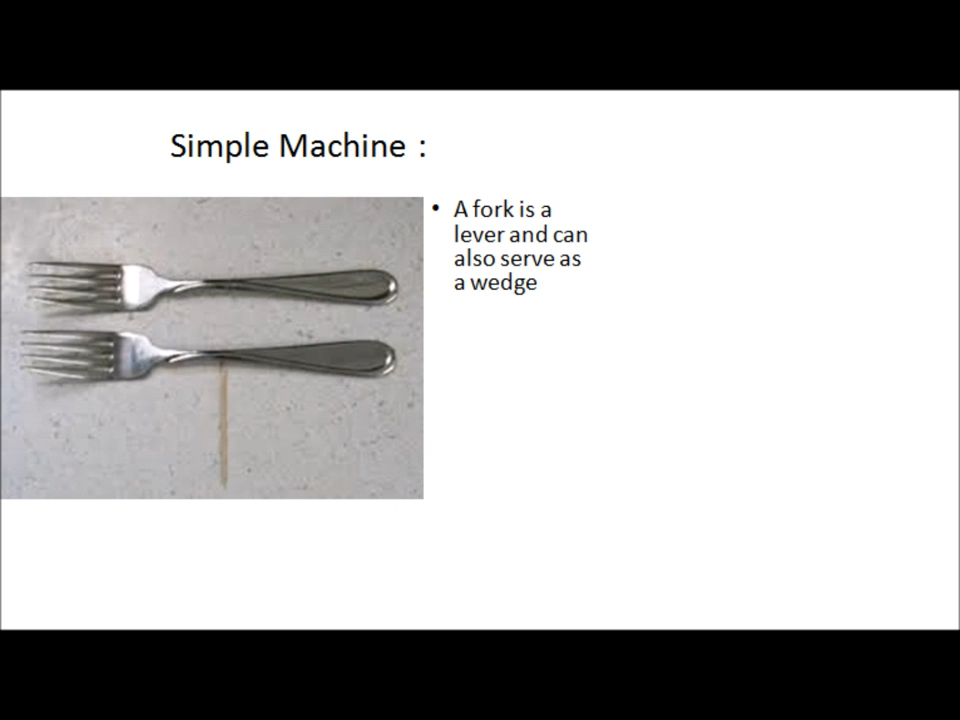 Simple Machine :
• A fork is a
lever and can
also serve as
a wedge